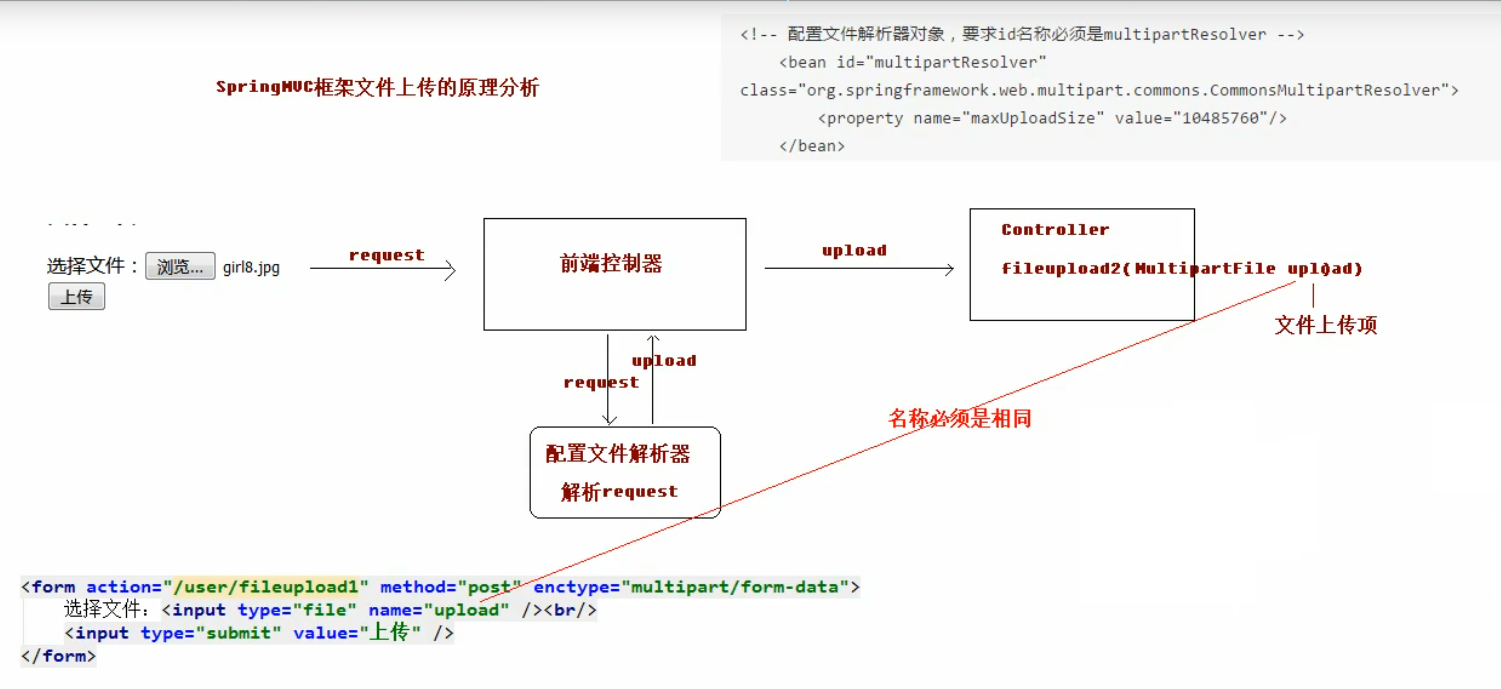 <!-- 配置文件解析器对象，要求id名称必须是multipartResolver -->
<bean id="multipartResolver"
class="org.springframework.web.multipart.commons.CommonsMultipartResolver">
<property name="maxUploadSize" value="10485760"/>
</bean>
SpringMVC框架文件上传的原理分析
选择文件：浏览... girl8.jpg
上传
request
前端控制器
upload
Controller
fileupload2(MultipartFile upload)
文件上传项
upload
request
名称必须是相同
配置文件解析器
解析request
<form action="/user/fileupload1" method="post" enctype="multipart/form-data">
选择文件：<input type="file" name="upload" /><br/>
<input type="submit" value="上传" />
</form>